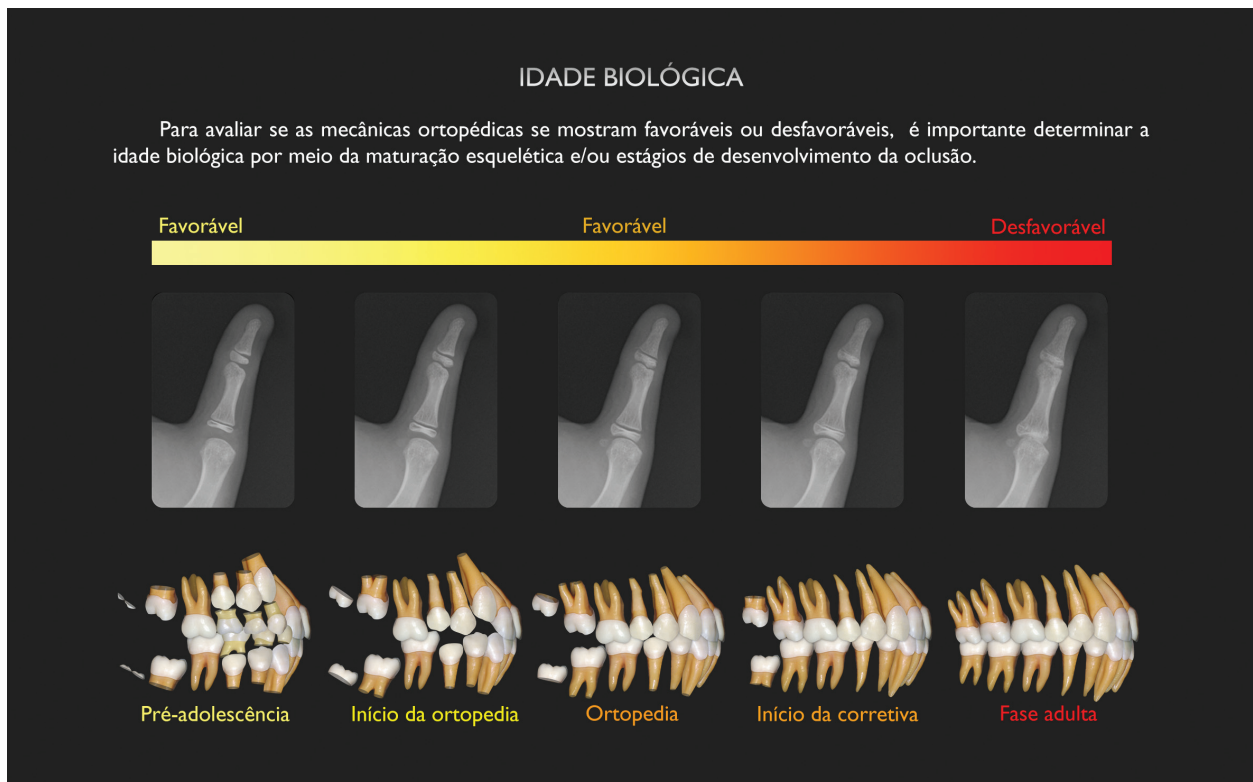 IDADE BIOLÓGICA
Para avaliar se as mecânicas ortopédicas se mostram favoráveis ou desfavoráveis, é importante determinar a
idade biológica por meio da maturação esquelética e/ou estágios de desenvolvimento da oclusão.
Favorável Favorável Desfavorável
Pré-adolescência Início da ortopedia Ortopedia Início da corretiva Fase adulta